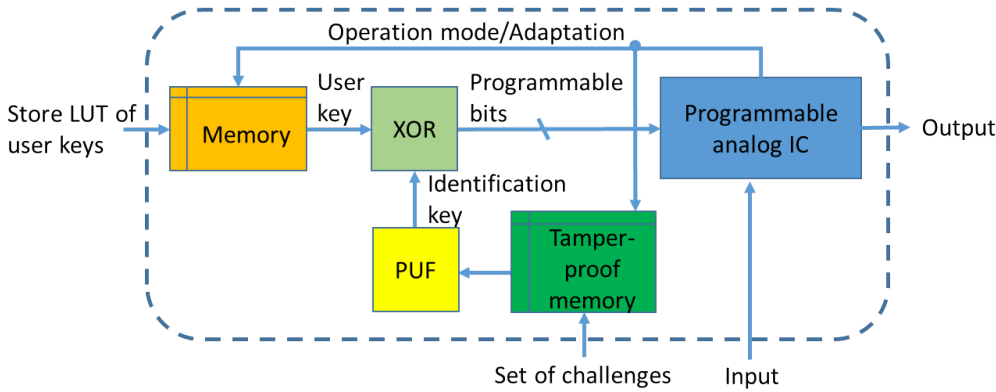 Operation mode/Adaptation
Store LUT of
user keys
Memory
User
key
XOR
Programmable
bits
Programmable
analog IC
Output
Identification
key
PUF
Tamper-
proof
memory
Set of challenges
Input